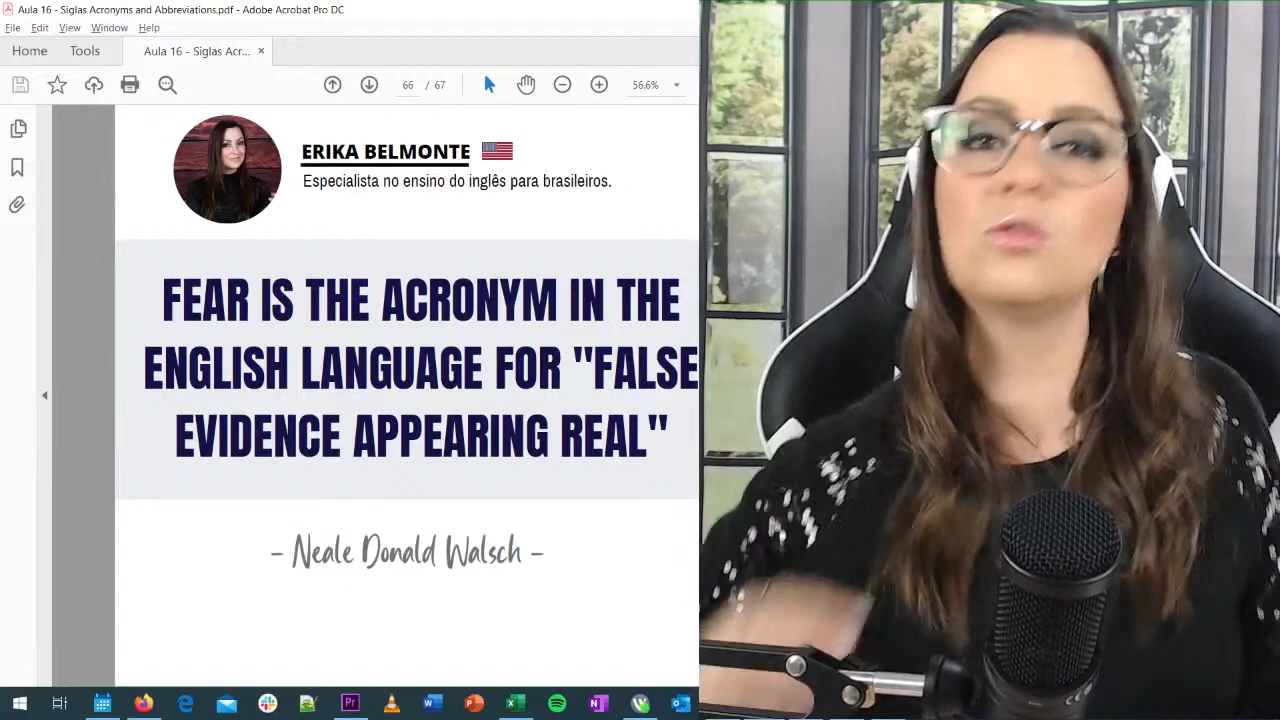 Aula 16 - Siglas Acronyms and Abbreviations.pdf - Adobe Acrobat Pro DC
File Edit View Window Help
Home Tools Aula 16 - Siglas Acr... ×
66 / 67 56.6%
ERIKA BELMONTE
Especialista no ensino do inglês para brasileiros.
FEAR IS THE ACRONYM IN THE
ENGLISH LANGUAGE FOR "FALSE
EVIDENCE APPEARING REAL"
– Neale Donald Walsch –